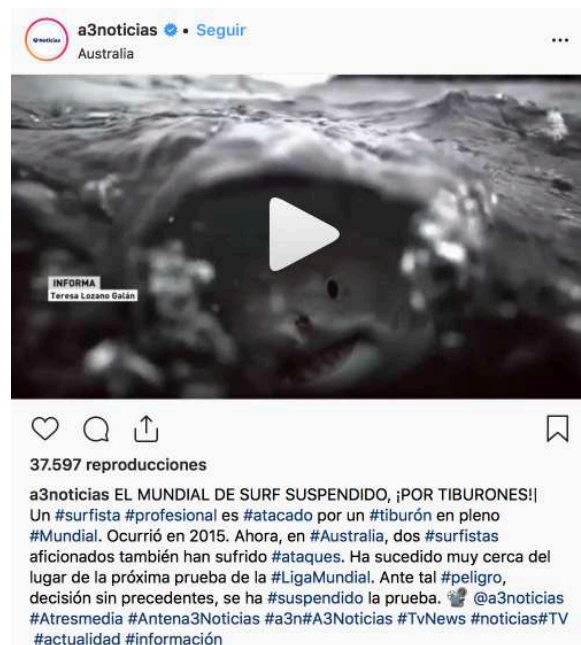 a3noticias • Seguir
Australia
INFORMA
Teresa Lozano Galán
37.597 reproducciones
a3noticias EL MUNDIAL DE SURF SUSPENDIDO, ¡POR TIBURONES!|
Un #surfista #profesional es #atacado por un #tiburón en pleno
#Mundial. Ocurrió en 2015. Ahora, en #Australia, dos #surfistas
aficionados también han sufrido #ataques. Ha sucedido muy cerca del
lugar de la próxima prueba de la #LigaMundial. Ante tal #peligro,
decisión sin precedentes, se ha #suspendido la prueba. 📽 @a3noticias
#Atresmedia #Antena3Noticias #a3n#A3Noticias #TvNews #noticias#TV
#actualidad #información